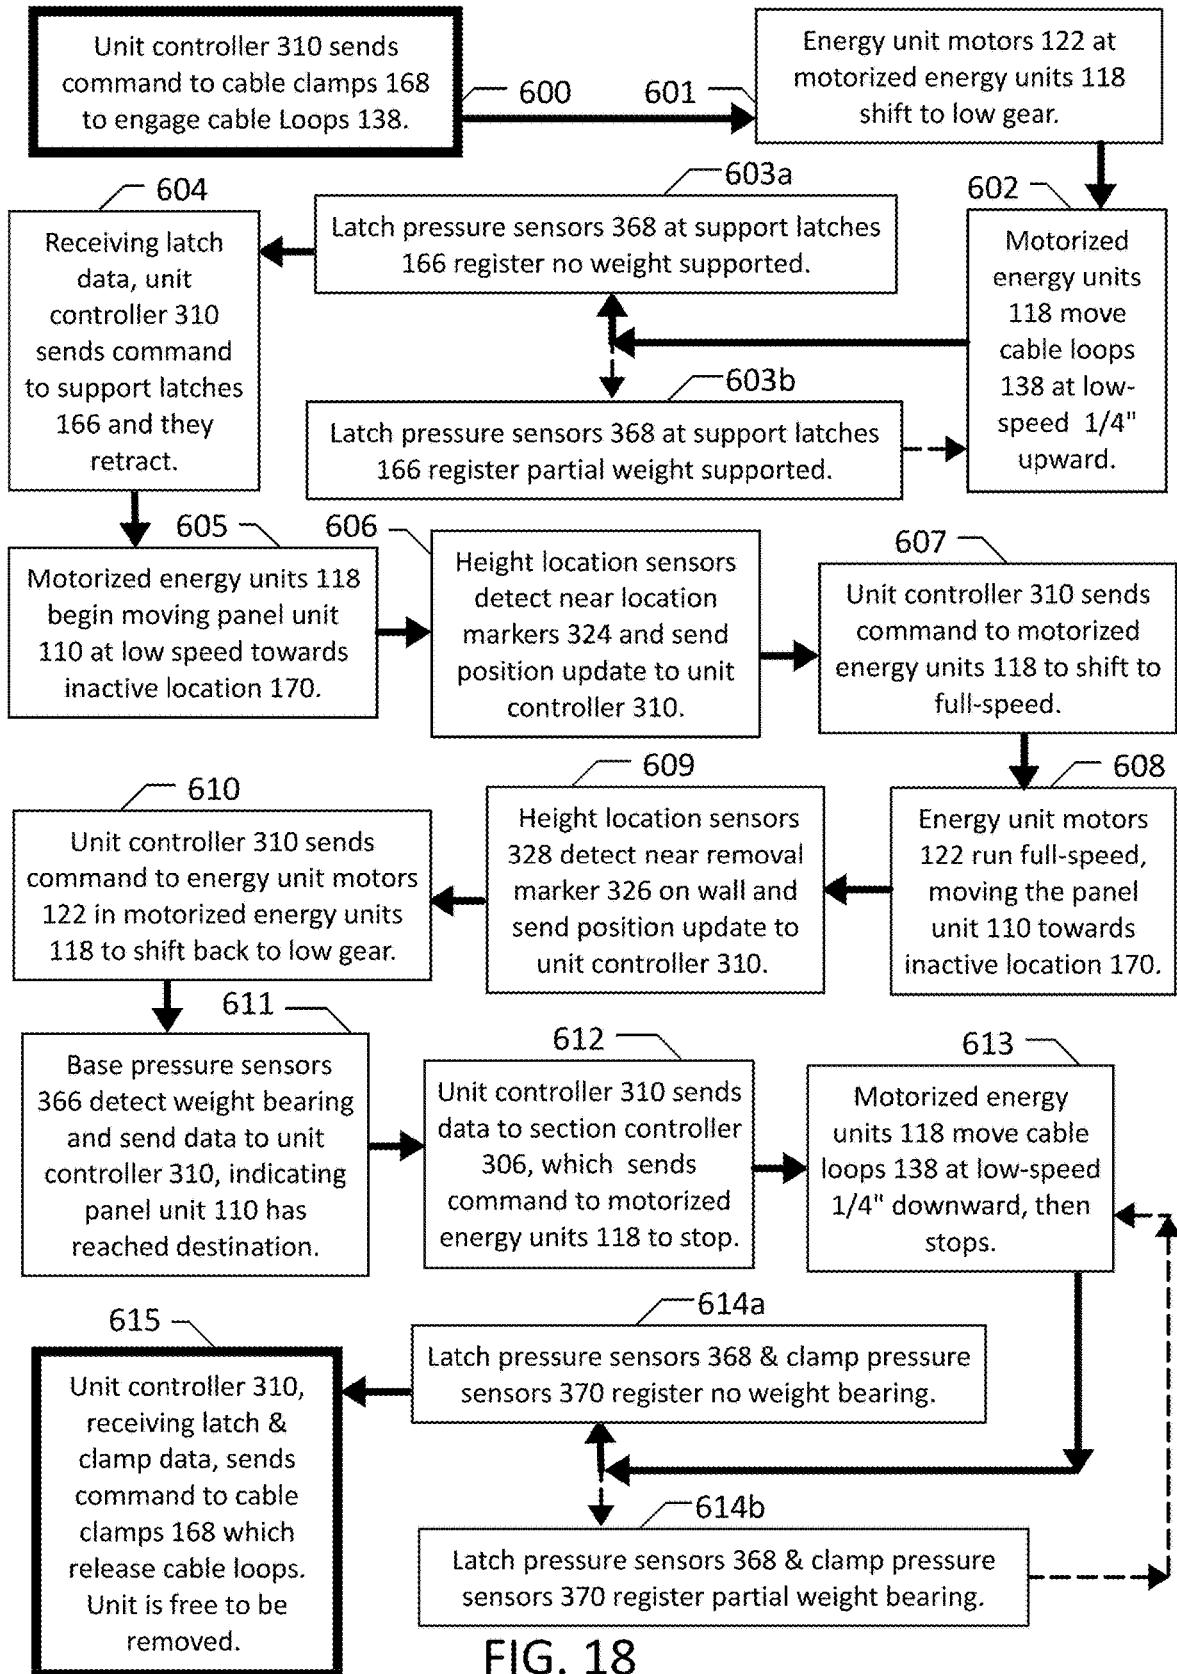 Unit controller 310 sends
command to cable clamps 168
to engage cable Loops 138.
600
601
Energy unit motors 122 at
motorized energy units 118
shift to low gear.
602
Motorized
energy units
118 move
cable loops
138 at low-
speed 1/4"
upward.
603a
Latch pressure sensors 368 at support latches
166 register no weight supported.
603b
Latch pressure sensors 368 at support latches
166 register partial weight supported.
604
Receiving latch
data, unit
controller 310
sends command
to support latches
166 and they
retract.
605
Motorized energy units 118
begin moving panel unit
110 at low speed towards
inactive location 170.
606
Height location sensors
detect near location
markers 324 and send
position update to unit
controller 310.
607
Unit controller 310 sends
command to motorized
energy units 118 to shift to
full-speed.
608
Energy unit motors
122 run full-speed,
moving the panel
unit 110 towards
inactive location 170.
609
Height location sensors
328 detect near removal
marker 326 on wall and
send position update to
unit controller 310.
610
Unit controller 310 sends
command to energy unit motors
122 in motorized energy units
118 to shift back to low gear.
611
Base pressure sensors
366 detect weight bearing
and send data to unit
controller 310, indicating
panel unit 110 has
reached destination.
612
Unit controller 310 sends
data to section controller
306, which sends
command to motorized
energy units 118 to stop.
613
Motorized energy
units 118 move cable
loops 138 at low-speed
1/4" downward, then
stops.
614a
Latch pressure sensors 368 & clamp pressure
sensors 370 register no weight bearing.
614b
Latch pressure sensors 368 & clamp pressure
sensors 370 register partial weight bearing.
615
Unit controller 310,
receiving latch &
clamp data, sends
command to cable
clamps 168 which
release cable loops.
Unit is free to be
removed.
FIG. 18